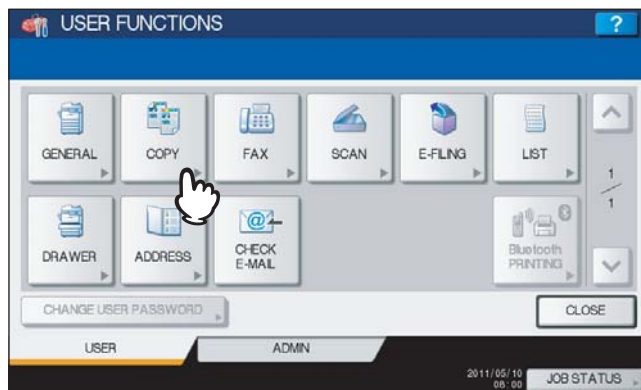 USER FUNCTIONS
?
GENERAL
COPY
FAX
SCAN
E-FILING
LIST
1
1
DRAWER
ADDRESS
@
CHECK
E-MAIL
Bluetooth
PRINTING
CHANGE USER PASSWORD
CLOSE
USER
ADMIN
2011/05/10
06:00
JOB STATUS